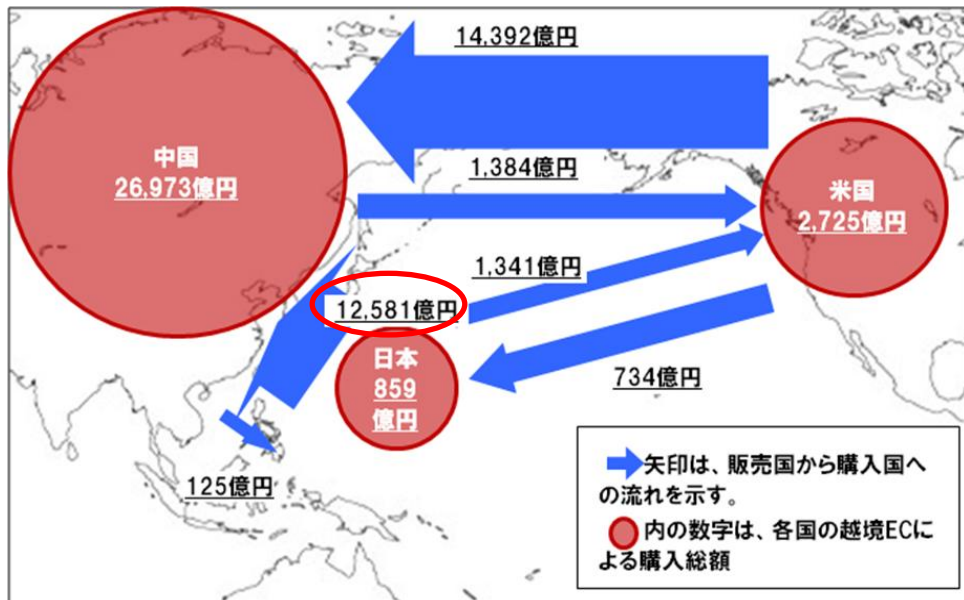 14,392億円
中国
26,973億円
1,384億円
米国
2,725億円
1,341億円
12,581億円
日本
859
億円
734億円
125億円
矢印は、販売国から購入国へ
の流れを示す。
内の数字は、各国の越境ECに
よる購入総額